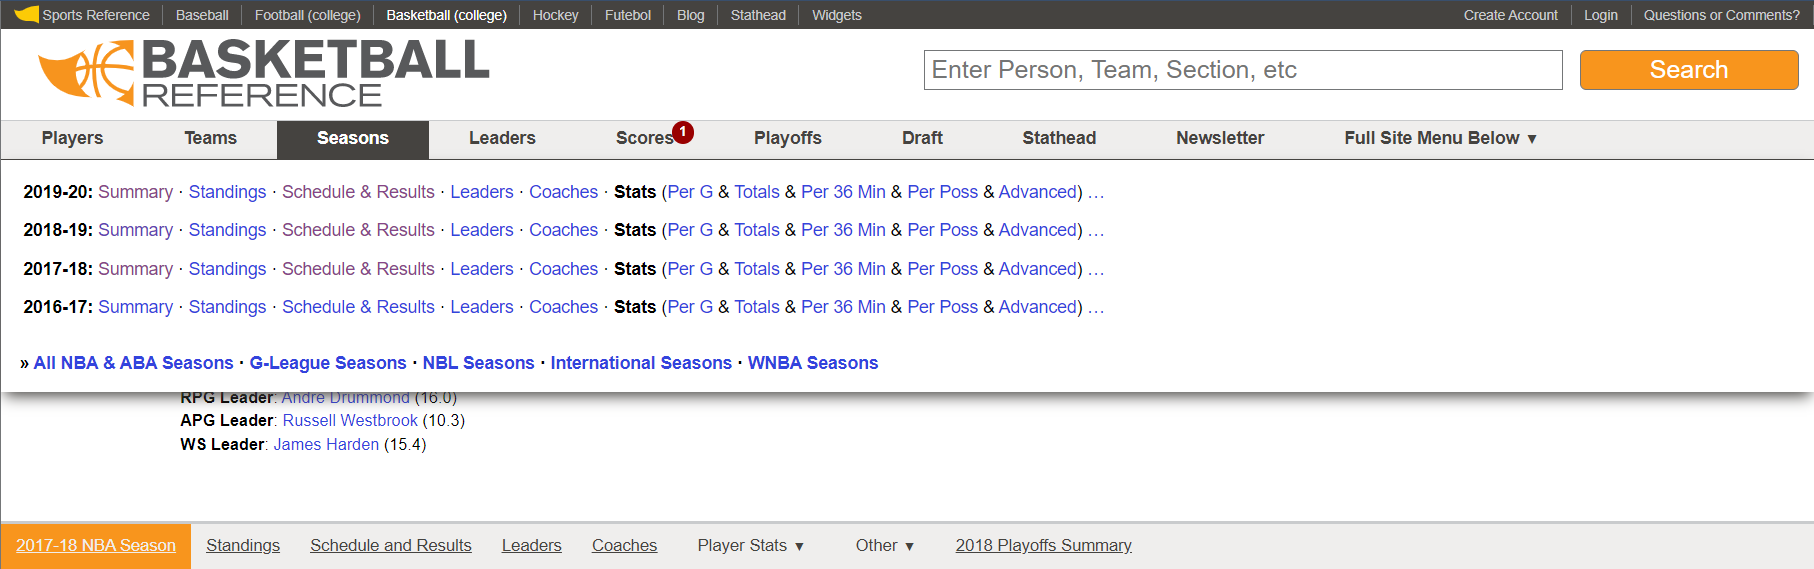 Sports Reference Baseball Football (college) Basketball (college) Hockey Futebol Blog Stathead Widgets Create Account Login Questions or Comments?
BASKETBALL
REFERENCE
Enter Person, Team, Section, etc Search
Players Teams Seasons Leaders Scores 1 Playoffs Draft Stathead Newsletter Full Site Menu Below ▼
2019-20: Summary · Standings · Schedule & Results · Leaders · Coaches · Stats (Per G & Totals & Per 36 Min & Per Poss & Advanced) ...
2018-19: Summary · Standings · Schedule & Results · Leaders · Coaches · Stats (Per G & Totals & Per 36 Min & Per Poss & Advanced) ...
2017-18: Summary · Standings · Schedule & Results · Leaders · Coaches · Stats (Per G & Totals & Per 36 Min & Per Poss & Advanced) ...
2016-17: Summary · Standings · Schedule & Results · Leaders · Coaches · Stats (Per G & Totals & Per 36 Min & Per Poss & Advanced) ...
» All NBA & ABA Seasons · G-League Seasons · NBL Seasons · International Seasons · WNBA Seasons
RPG Leader: Andre Drummond (16.0)
APG Leader: Russell Westbrook (10.3)
WS Leader: James Harden (15.4)
2017-18 NBA Season Standings Schedule and Results Leaders Coaches Player Stats ▼ Other ▼ 2018 Playoffs Summary